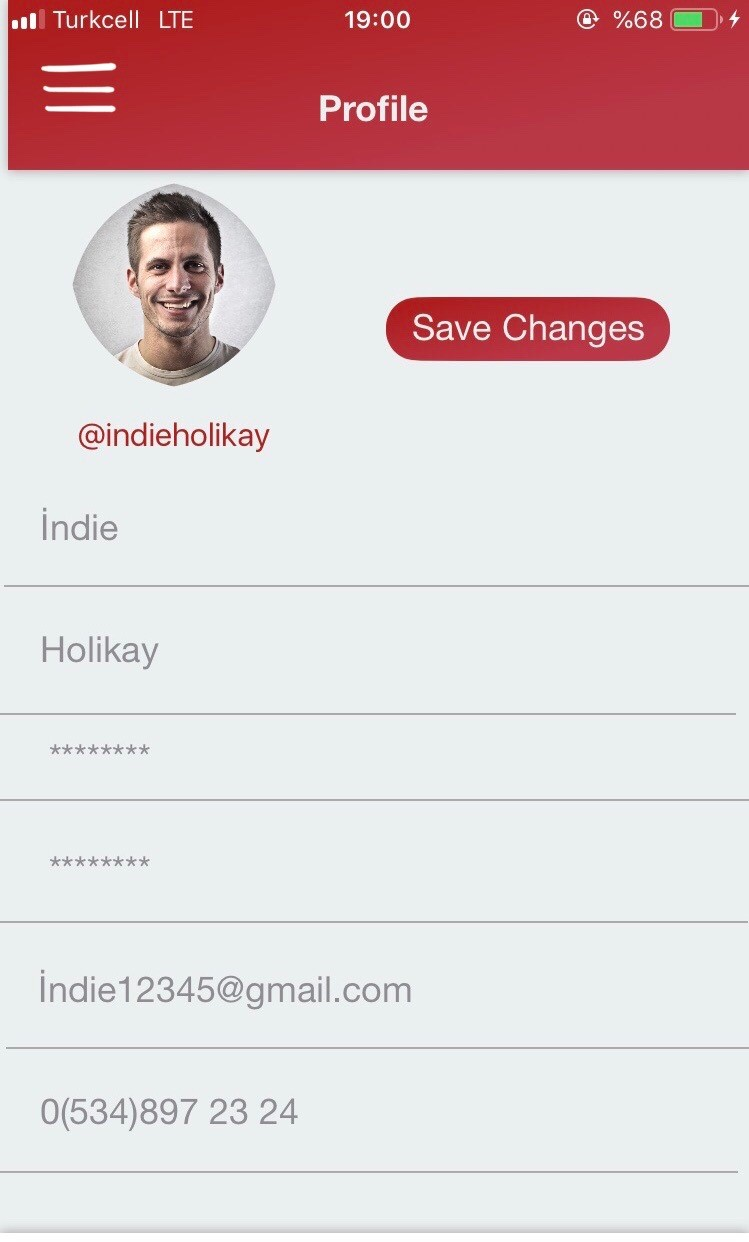 Turkcell LTE 19:00 %68
Profile
Save Changes
@indieholikay
İndie
Holikay
********
********
İndie12345@gmail.com
0(534)897 23 24